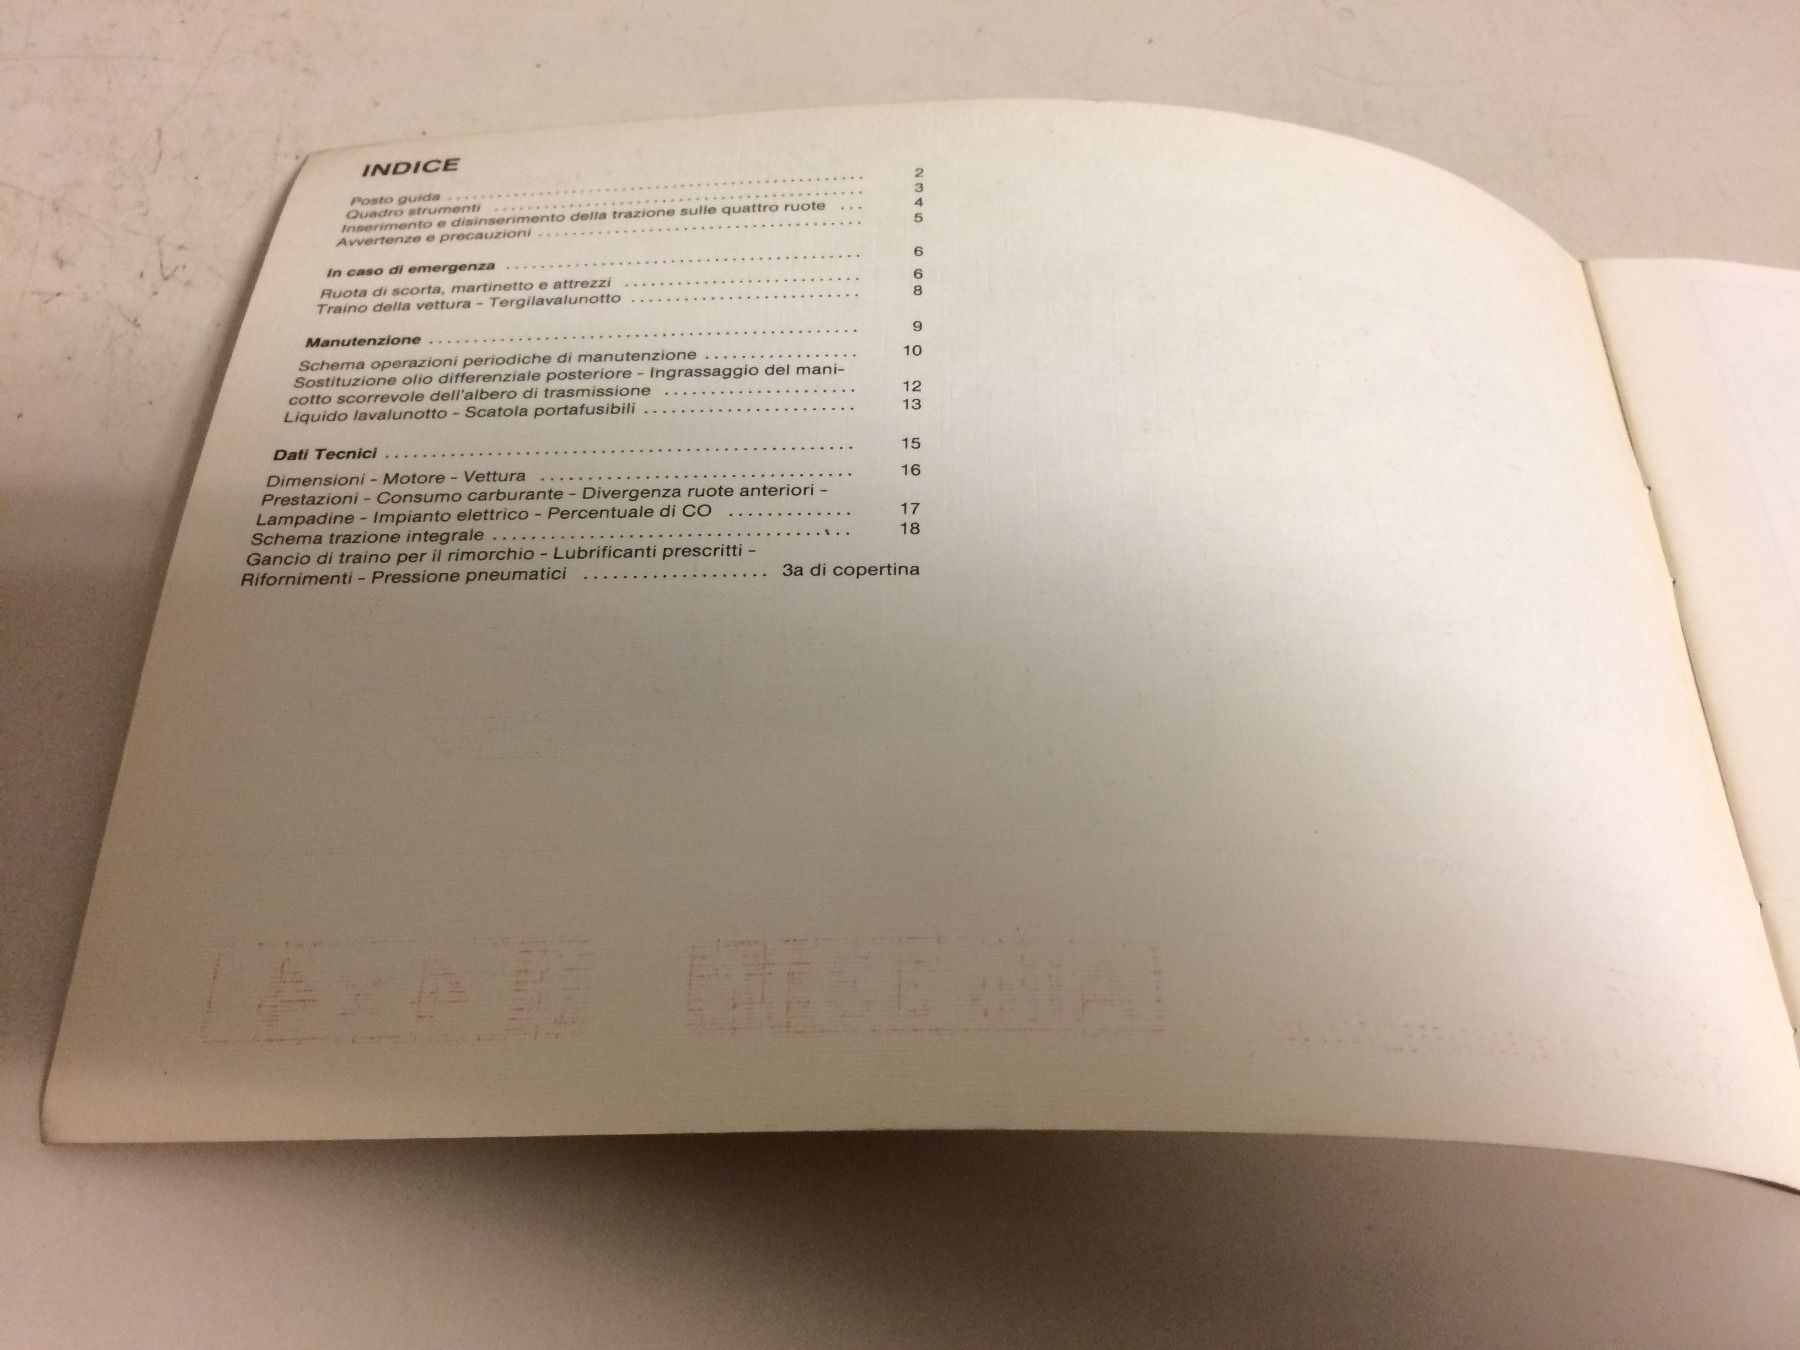 INDICE
Posto guida ........ 2
Quadro strumenti ........ 3
Inserimento e disinserimento della trazione sulle quattro ruote ... 4
Avvertenze e precauzioni ........ 5
In caso di emergenza ........ 6
Ruota di scorta, martinetto e attrezzi ........ 6
Traino della vettura - Tergilavalunotto ........ 8
Manutenzione ........ 9
Schema operazioni periodiche di manutenzione ........ 10
Sostituzione olio differenziale posteriore - Ingrassaggio del mani-
cotto scorrevole dell'albero di trasmissione ........ 12
Liquido lavalunotto - Scatola portafusibili ........ 13
Dati Tecnici ........ 15
Dimensioni - Motore - Vettura ........ 16
Prestazioni - Consumo carburante - Divergenza ruote anteriori -
Lampadine - Impianto elettrico - Percentuale di CO ........ 17
Schema trazione integrale ........ 18
Gancio di traino per il rimorchio - Lubrificanti prescritti -
Rifornimenti - Pressione pneumatici ........ 3a di copertina